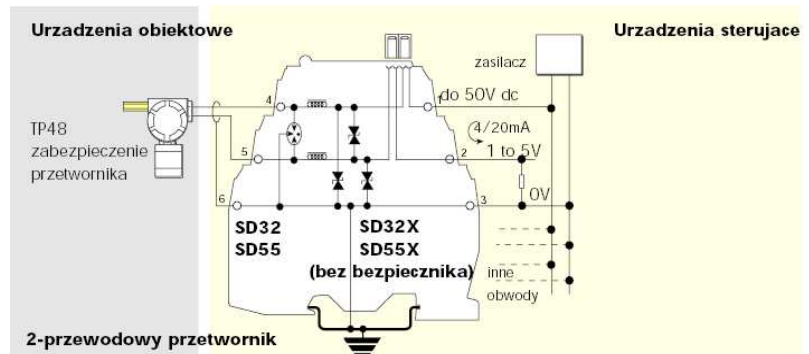 Urzadzenia obiektowe
Urzadzenia sterujace
zasilacz
4
1
do 50V dc
TP48
zabezpieczenie
przetwornika
4/20mA
5
2
1 to 5V
6
3
0V
SD32
SD55
SD32X
SD55X
(bez bezpiecznika)
inne
obwody
2-przewodowy przetwornik